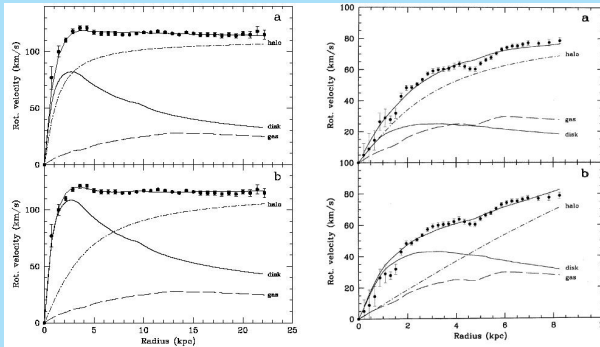 a
halo
disk
gas
100
50
0
Rot. velocity (km/s)
b
halo
disk
gas
100
50
0
Rot. velocity (km/s)
0 5 10 15 20 25
Radius (kpc)
a
halo
gas
disk
100
80
60
40
20
Rot. velocity (km/s)
b
halo
disk
gas
100
80
60
40
20
0
Rot. velocity (km/s)
0 2 4 6 8
Radius (kpc)